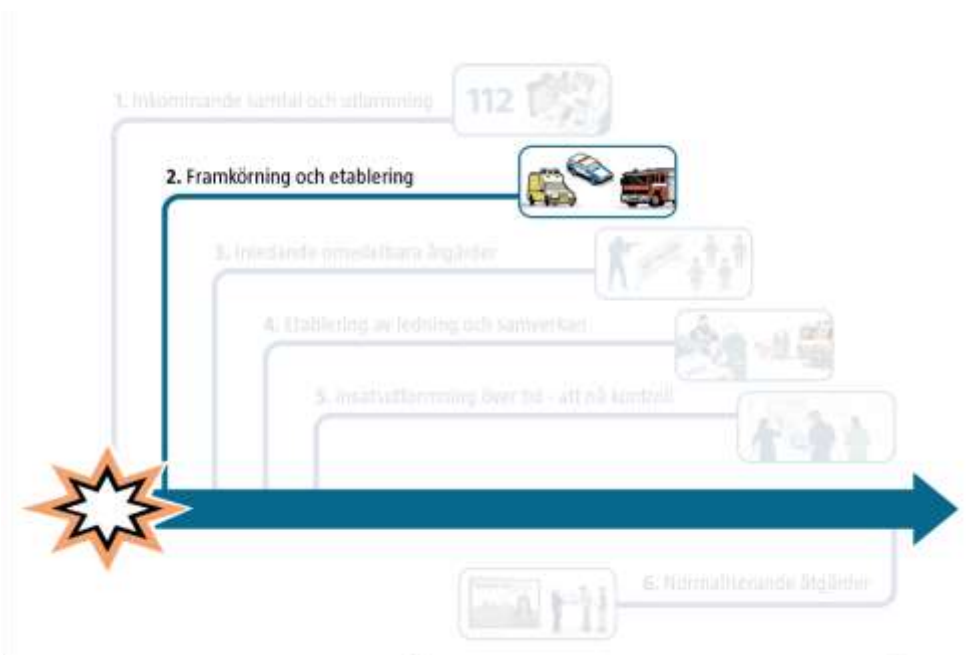 1. Inkommande samtal och utlarmning
112
2. Framkörning och etablering
3. Inledande omedelbara åtgärder
4. Etablering av ledning och samverkan
5. Insatsutformning över tid - att nå kontroll
6. Normaliserande åtgärder